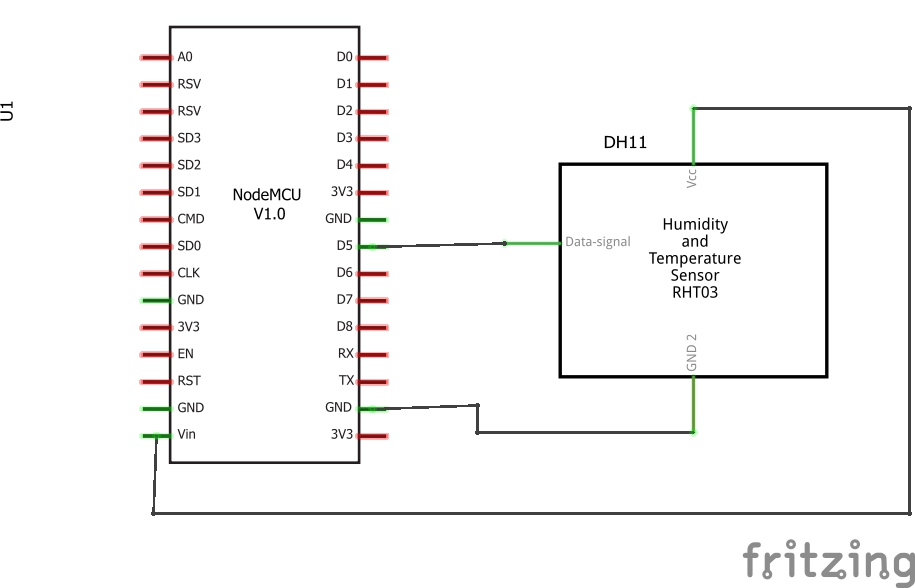 U1
A0
RSV
RSV
SD3
SD2
SD1
CMD
SD0
CLK
GND
3V3
EN
RST
GND
Vin
NodeMCU
V1.0
D0
D1
D2
D3
D4
3V3
GND
D5
D6
D7
D8
RX
TX
GND
3V3
DH11
Vcc
Data-signal
Humidity
and
Temperature
Sensor
RHT03
GND 2
fritzing